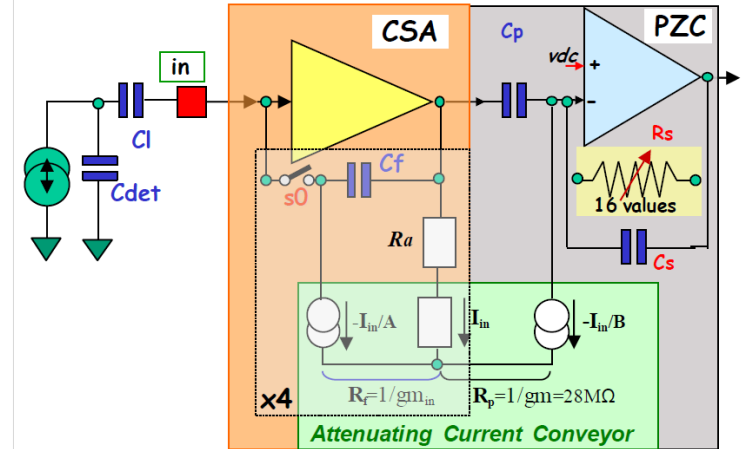 CSA
Cp
PZC
in
vdc
+
-
Cl
Rs
Cf
Cdet
s0
16 values
Ra
Cs
-Iin/A
Iin
-Iin/B
x4
Rf=1/gmin
Rp=1/gm=28MΩ
Attenuating Current Conveyor